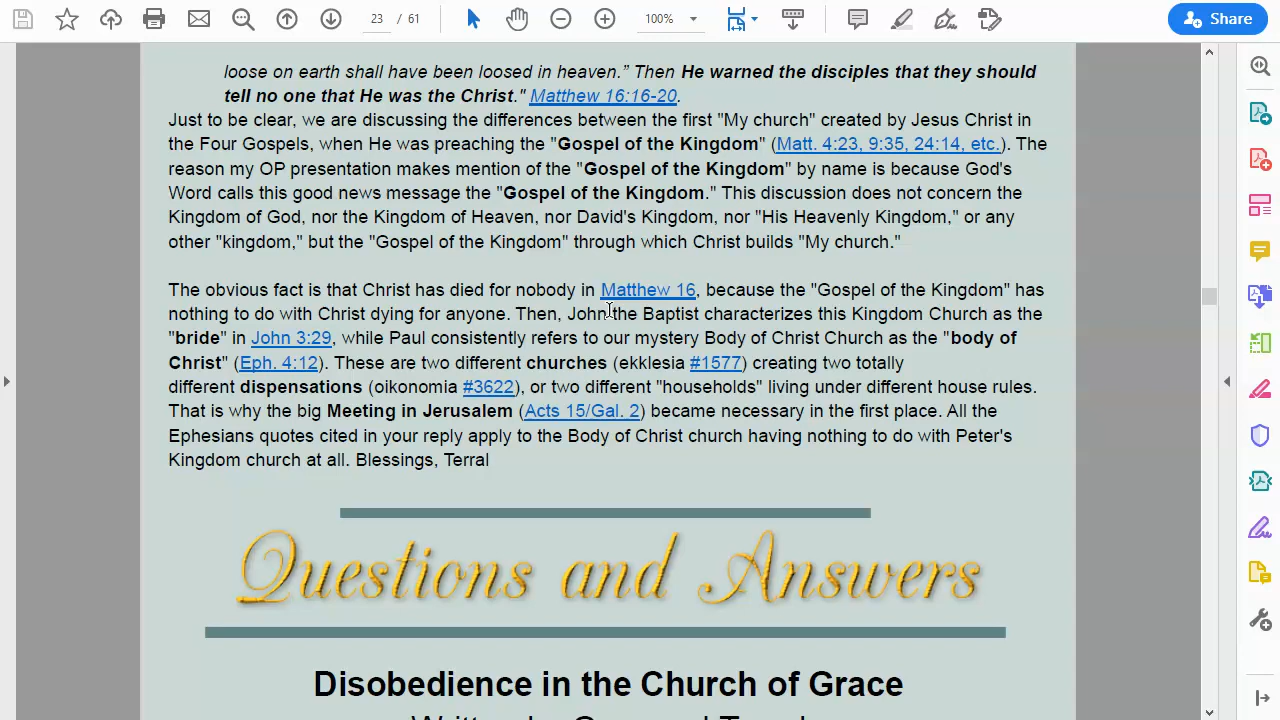 23 / 61
100%
Share
loose on earth shall have been loosed in heaven.” Then He warned the disciples that they should
tell no one that He was the Christ." Matthew 16:16-20.
Just to be clear, we are discussing the differences between the first "My church" created by Jesus Christ in
the Four Gospels, when He was preaching the "Gospel of the Kingdom" (Matt. 4:23, 9:35, 24:14, etc.). The
reason my OP presentation makes mention of the "Gospel of the Kingdom" by name is because God's
Word calls this good news message the "Gospel of the Kingdom." This discussion does not concern the
Kingdom of God, nor the Kingdom of Heaven, nor David's Kingdom, nor "His Heavenly Kingdom," or any
other "kingdom," but the "Gospel of the Kingdom" through which Christ builds "My church."
The obvious fact is that Christ has died for nobody in Matthew 16, because the "Gospel of the Kingdom" has
nothing to do with Christ dying for anyone. Then, John the Baptist characterizes this Kingdom Church as the
"bride" in John 3:29, while Paul consistently refers to our mystery Body of Christ Church as the "body of
Christ" (Eph. 4:12). These are two different churches (ekklesia #1577) creating two totally
different dispensations (oikonomia #3622), or two different "households" living under different house rules.
That is why the big Meeting in Jerusalem (Acts 15/Gal. 2) became necessary in the first place. All the
Ephesians quotes cited in your reply apply to the Body of Christ church having nothing to do with Peter's
Kingdom church at all. Blessings, Terral
Questions and Answers
Disobedience in the Church of Grace